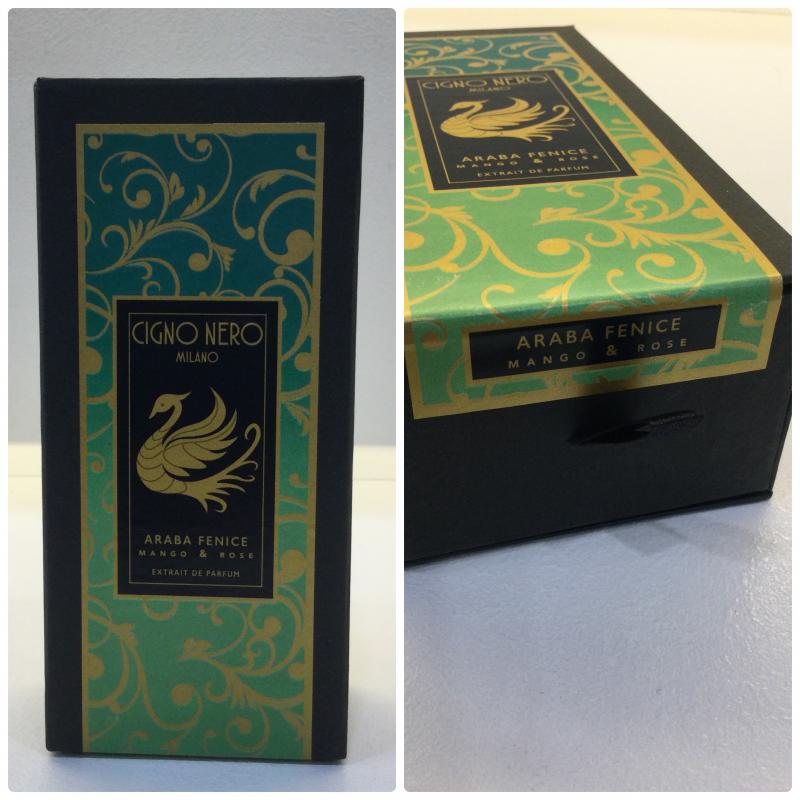 CIGNO NERO
MILANO
ARABA FENICE
MANGO & ROSE
EXTRAIT DE PARFUM
CIGNO NERO
MILANO
ARABA FENICE
MANGO & ROSE
EXTRAIT DE PARFUM
ARABA FENICE
MANGO & ROSE